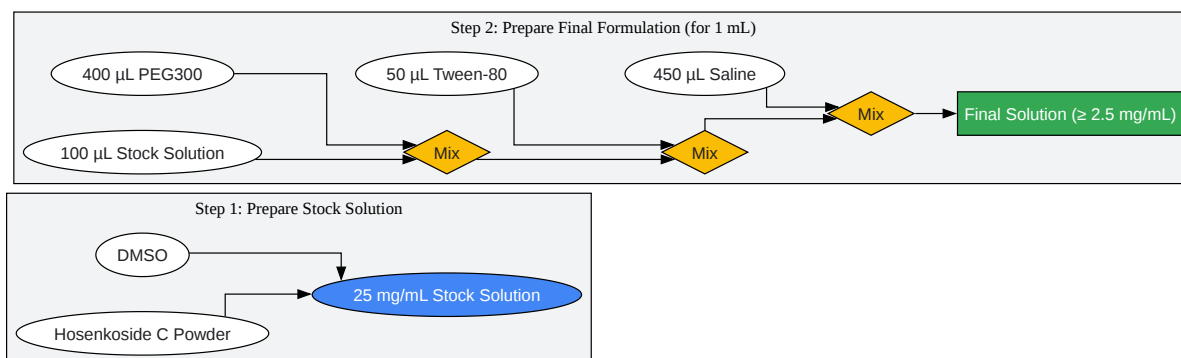 Step 2: Prepare Final Formulation (for 1 mL)
400 µL PEG300
50 µL Tween-80
450 µL Saline
Mix
Final Solution (≥ 2.5 mg/mL)
100 µL Stock Solution
Mix
Mix
Step 1: Prepare Stock Solution
DMSO
25 mg/mL Stock Solution
Hosenkoside C Powder